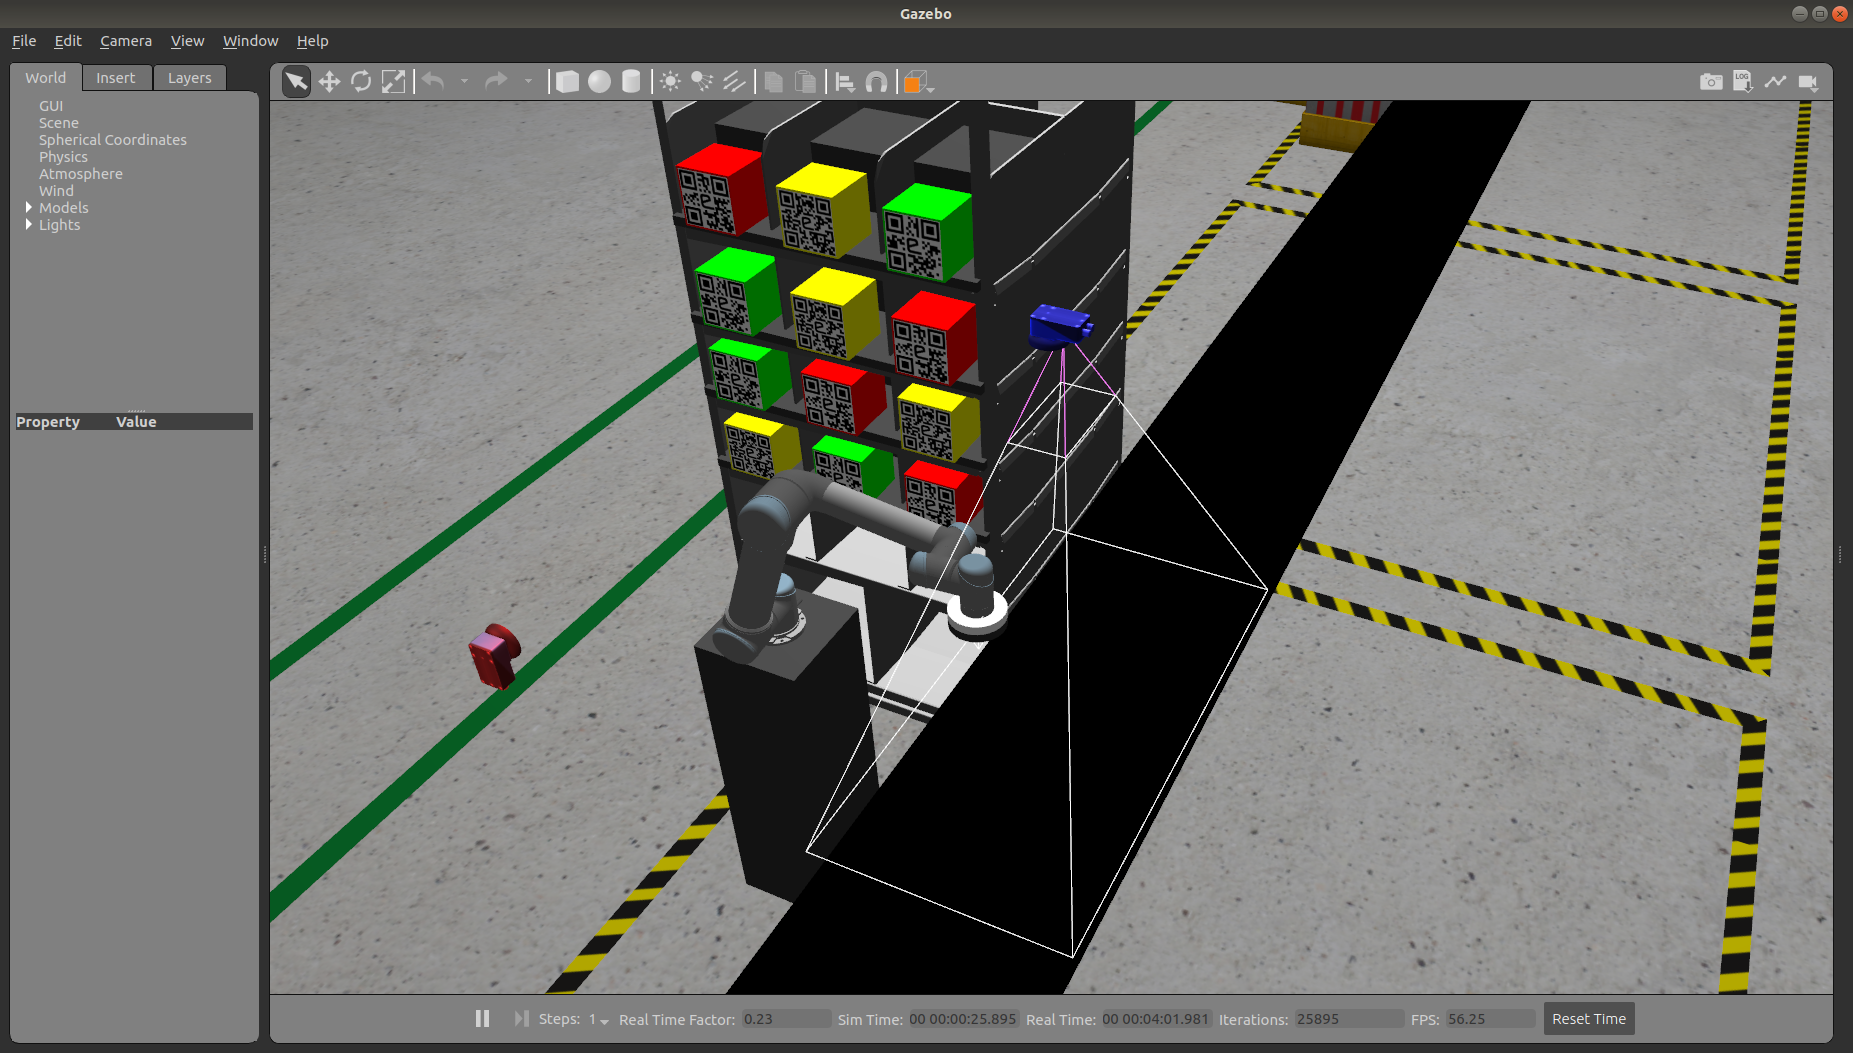 Gazebo
File Edit Camera View Window Help
World Insert Layers
GUI
Scene
Spherical Coordinates
Physics
Atmosphere
Wind
Models
Lights
Property Value
LOG
Steps: 1 Real Time Factor: 0.23 Sim Time: 00 00:00:25.895 Real Time: 00 00:04:01.981 Iterations: 25895 FPS: 56.25 Reset Time